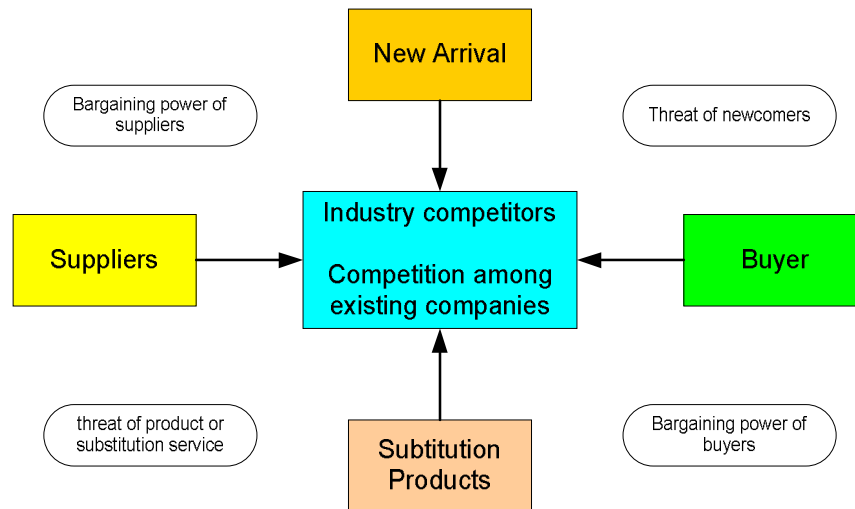 New Arrival
Bargaining power of
suppliers
Threat of newcomers
Industry competitors
Competition among
existing companies
Suppliers
Buyer
threat of product or
substitution service
Subtitution
Products
Bargaining power of
buyers